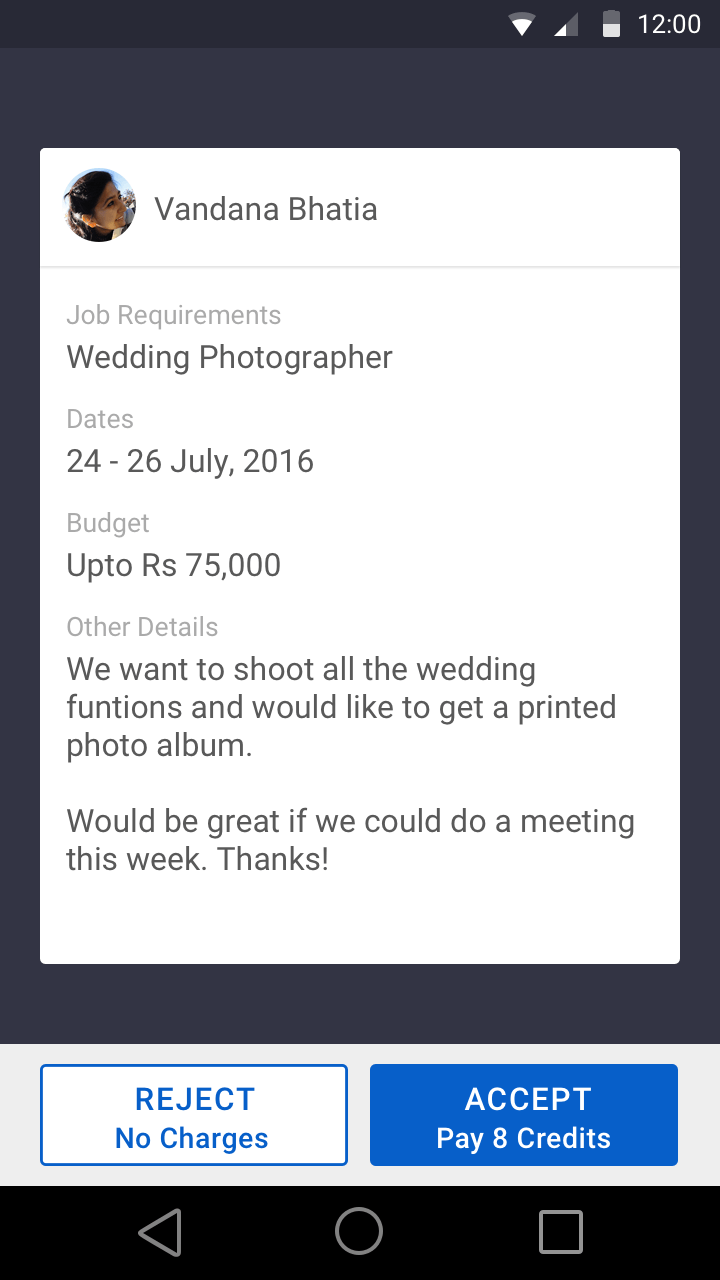 12:00
Vandana Bhatia
Job Requirements
Wedding Photographer
Dates
24 - 26 July, 2016
Budget
Upto Rs 75,000
Other Details
We want to shoot all the wedding
funtions and would like to get a printed
photo album.
Would be great if we could do a meeting
this week. Thanks!
REJECT
No Charges
ACCEPT
Pay 8 Credits